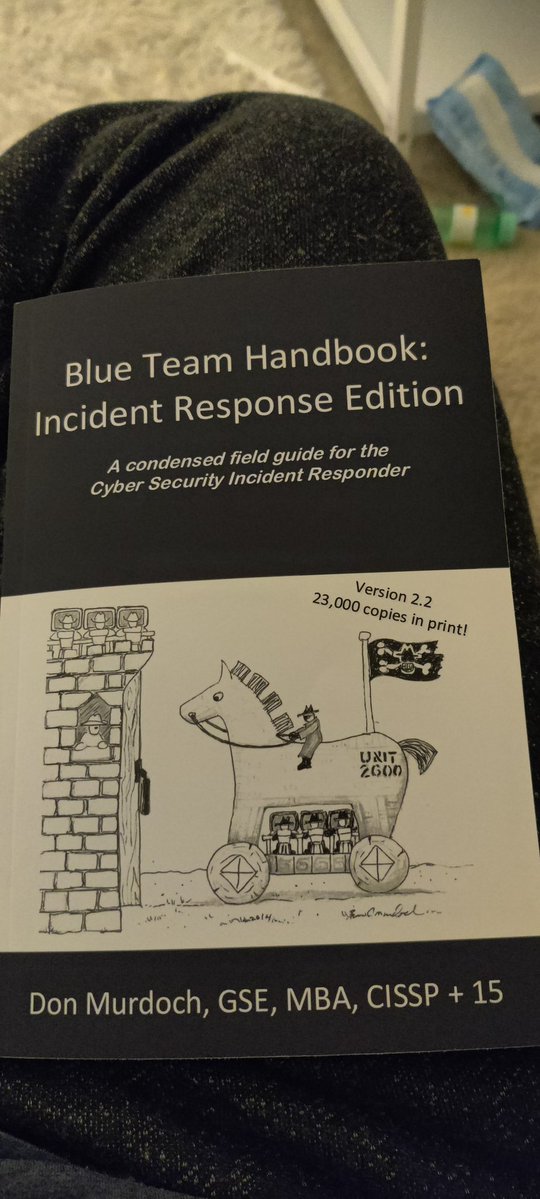 Blue Team Handbook:
Incident Response Edition
A condensed field guide for the
Cyber Security Incident Responder
Version 2.2
23,000 copies in print!
UNIT
2600
Don Murdoch, GSE, MBA, CISSP + 15